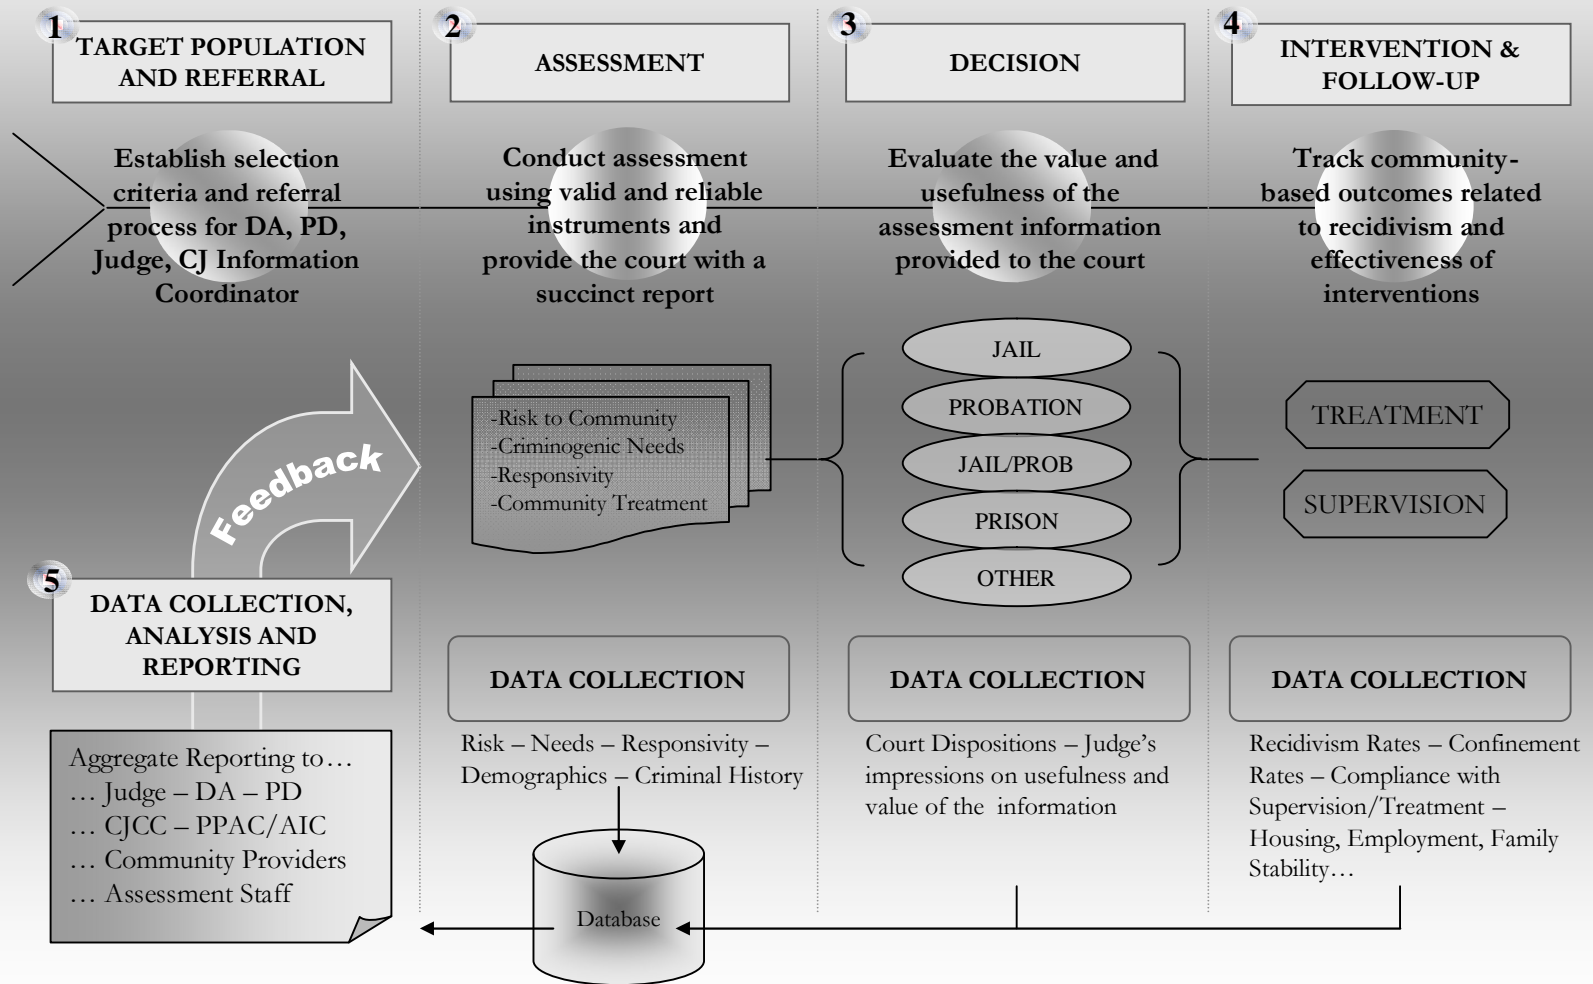 1
TARGET POPULATION
AND REFERRAL
Establish selection
criteria and referral
process for DA, PD,
Judge, CJ Information
Coordinator
2
ASSESSMENT
Conduct assessment
using valid and reliable
instruments and
provide the court with a
succinct report
-Risk to Community
-Criminogenic Needs
-Responsivity
-Community Treatment
DATA COLLECTION
Risk – Needs – Responsivity –
Demographics – Criminal History
Database
3
DECISION
Evaluate the value and
usefulness of the
assessment information
provided to the court
JAIL
PROBATION
JAIL/PROB
PRISON
OTHER
DATA COLLECTION
Court Dispositions – Judge’s
impressions on usefulness and
value of the  information
4
INTERVENTION &
FOLLOW-UP
Track community-
based outcomes related
to recidivism and
effectiveness of
interventions
TREATMENT
SUPERVISION
DATA COLLECTION
Recidivism Rates – Confinement
Rates – Compliance with
Supervision/Treatment –
Housing, Employment, Family
Stability…
5
DATA COLLECTION,
ANALYSIS AND
REPORTING
Feedback
Aggregate Reporting to…
… Judge – DA – PD
… CJCC – PPAC/AIC
… Community Providers
… Assessment Staff